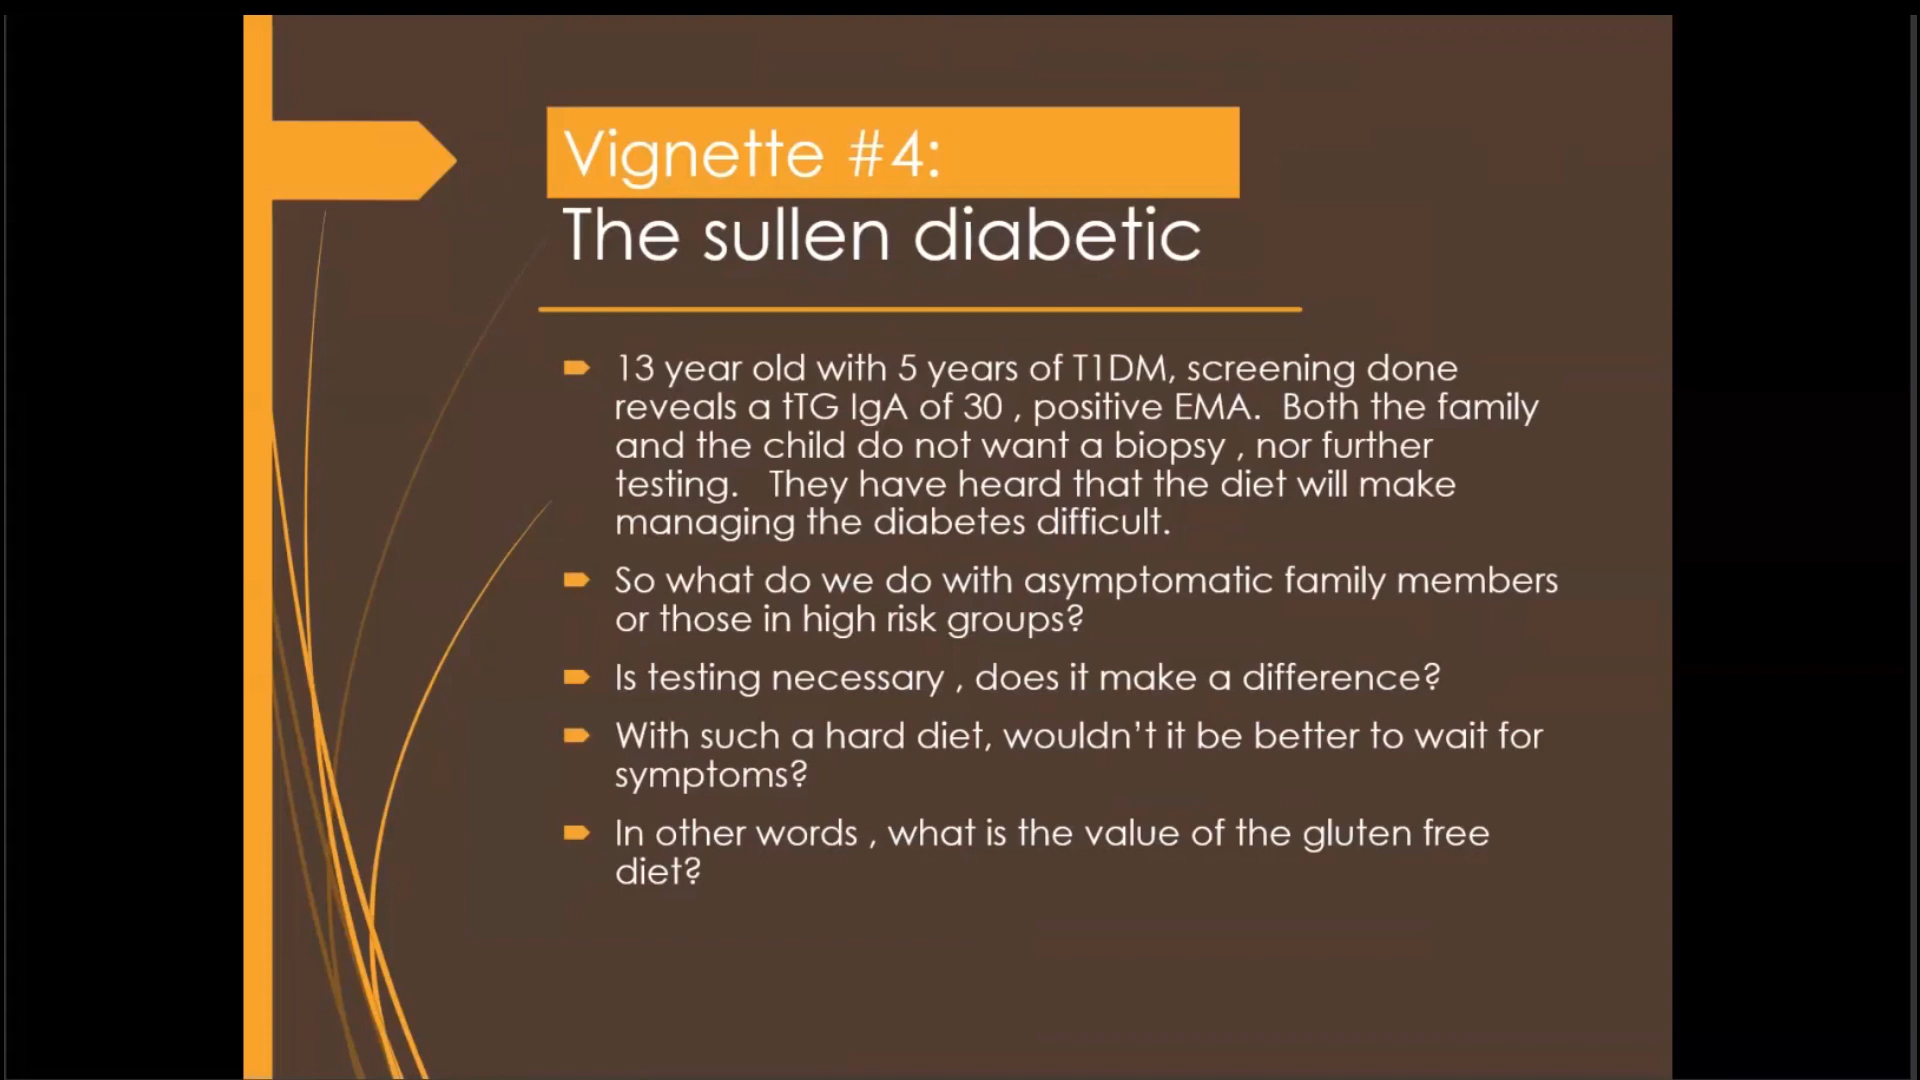 Vignette #4:
The sullen diabetic
13 year old with 5 years of T1DM, screening done
reveals a tTG IgA of 30 , positive EMA.  Both the family
and the child do not want a biopsy , nor further
testing.   They have heard that the diet will make
managing the diabetes difficult.
So what do we do with asymptomatic family members
or those in high risk groups?
Is testing necessary , does it make a difference?
With such a hard diet, wouldn’t it be better to wait for
symptoms?
In other words , what is the value of the gluten free
diet?